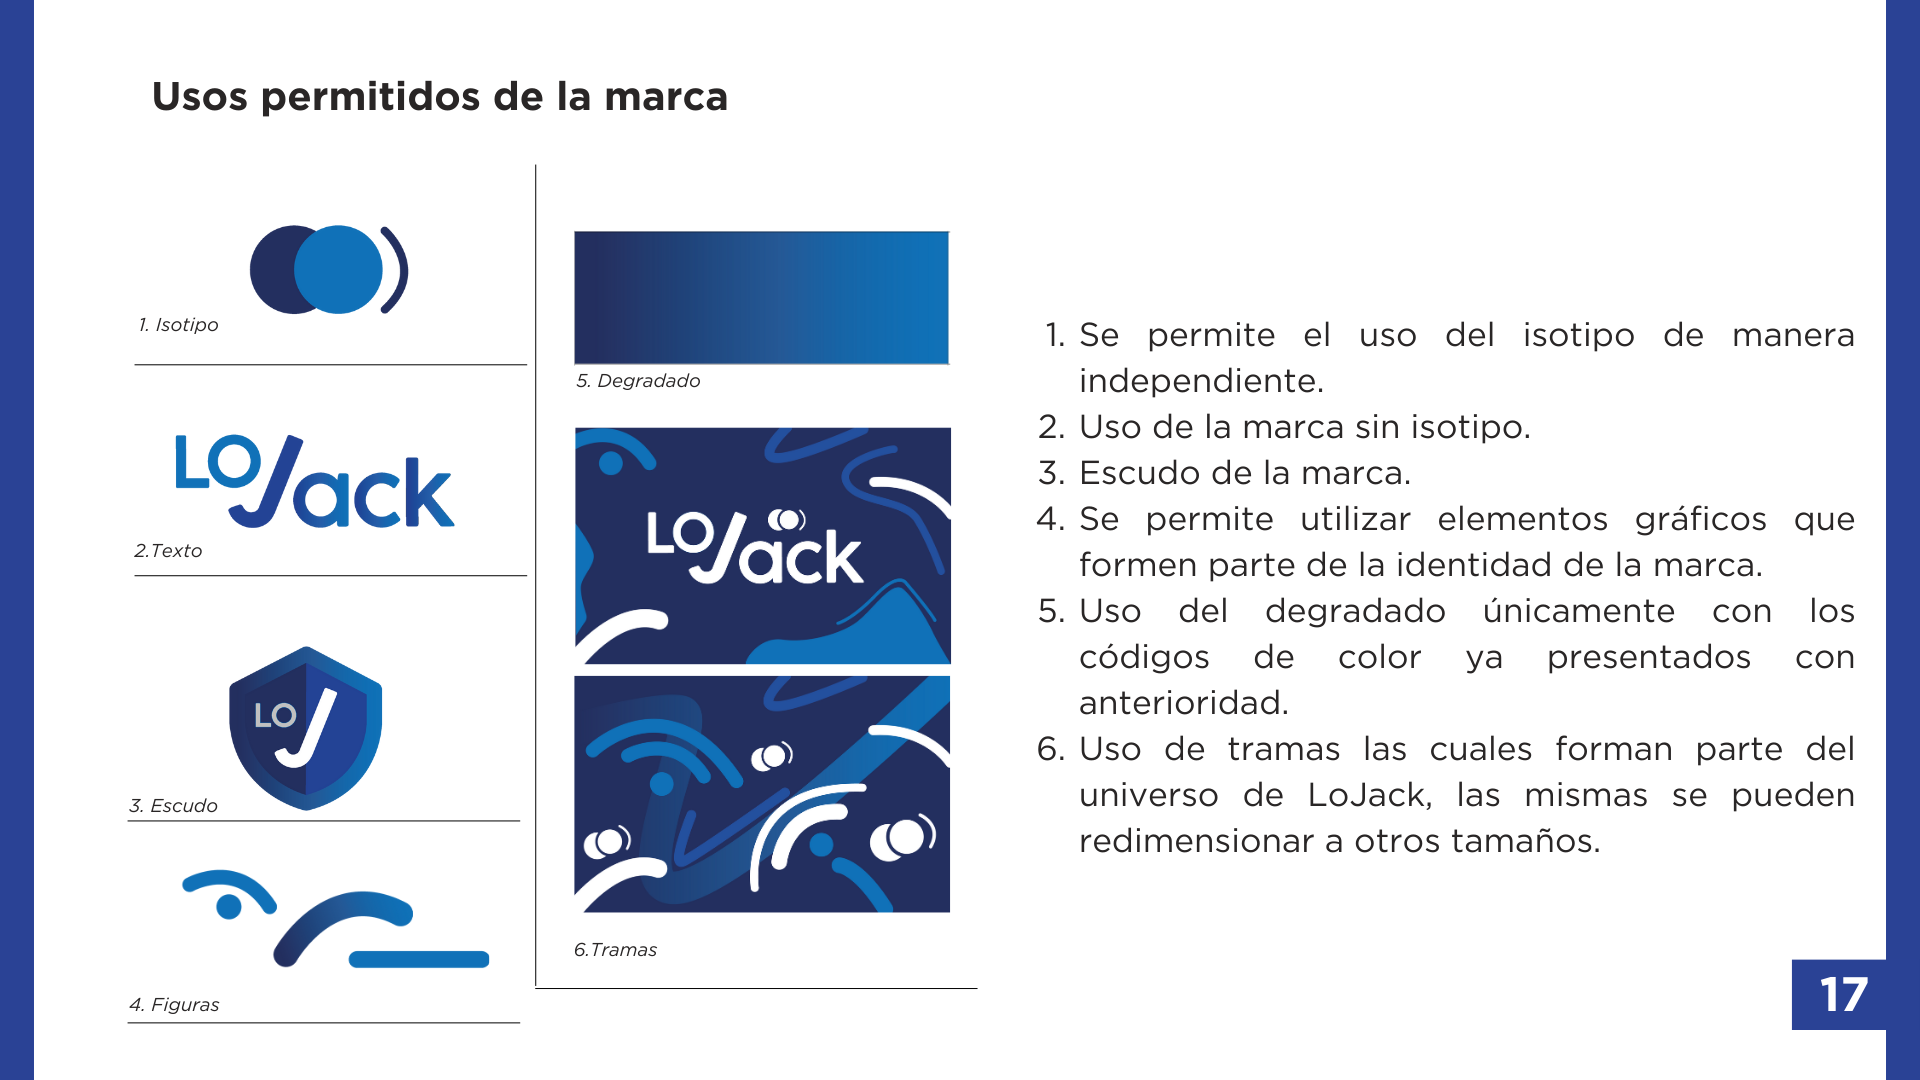 Usos permitidos de la marca
1. Isotipo
LOJack
2.Texto
LO J
3. Escudo
4. Figuras
5. Degradado
LOJack
6.Tramas
1. Se permite el uso del isotipo de manera
independiente.
2. Uso de la marca sin isotipo.
3. Escudo de la marca.
4. Se permite utilizar elementos gráficos que
formen parte de la identidad de la marca.
5. Uso del degradado únicamente con los
códigos de color ya presentados con
anterioridad.
6. Uso de tramas las cuales forman parte del
universo de LoJack, las mismas se pueden
redimensionar a otros tamaños.
17